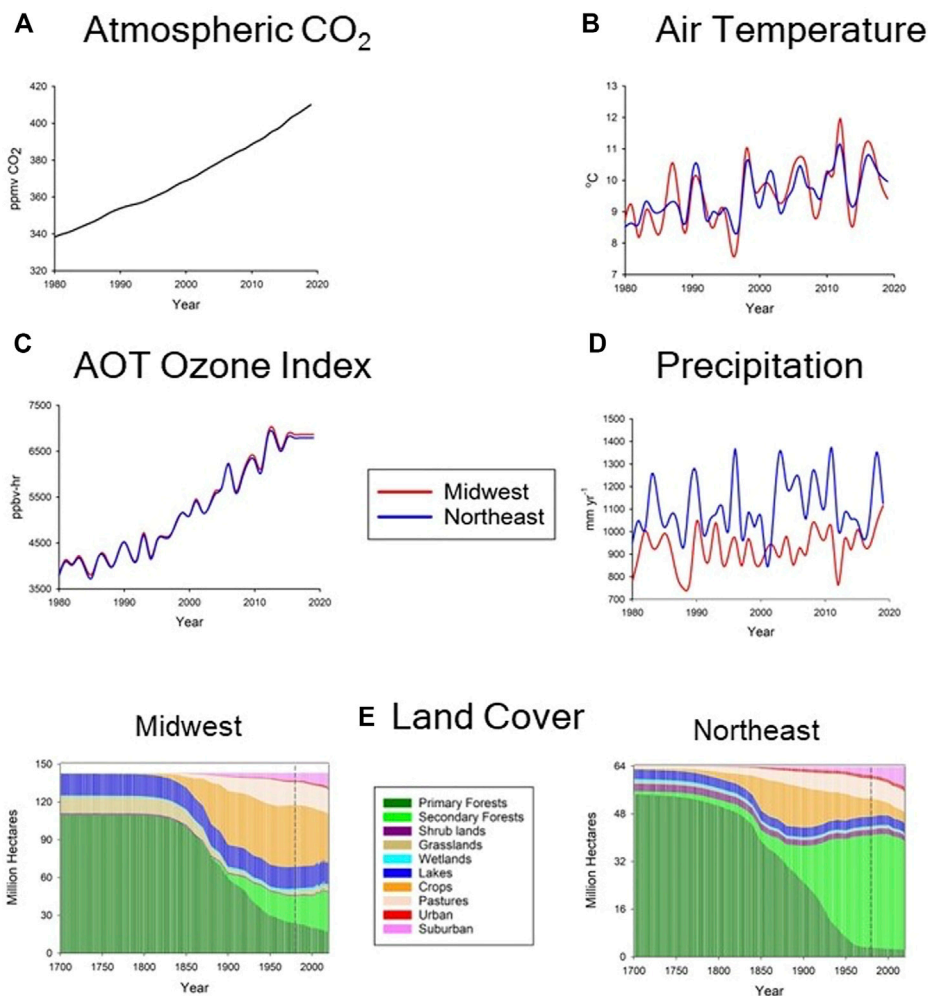 A Atmospheric CO₂
420
400
380
360
340
320
ppmv CO₂
1980 1990 2000 2010 2020
Year
B Air Temperature
13
12
11
10
9
8
7
°C
1980 1990 2000 2010 2020
Year
C AOT Ozone Index
7500
6500
5500
4500
3500
ppbv-hr
1980 1990 2000 2010 2020
Year
Midwest
Northeast
D Precipitation
1500
1400
1300
1200
1100
1000
900
800
700
mm yr⁻¹
1980 1990 2000 2010 2020
Year
E Land Cover
Midwest
150
120
90
60
30
0
Million Hectares
1700 1750 1800 1850 1900 1950 2000
Year
Primary Forests
Secondary Forests
Shrub lands
Grasslands
Wetlands
Lakes
Crops
Pastures
Urban
Suburban
Northeast
64
48
32
16
0
Million Hectares
1700 1750 1800 1850 1900 1950 2000
Year